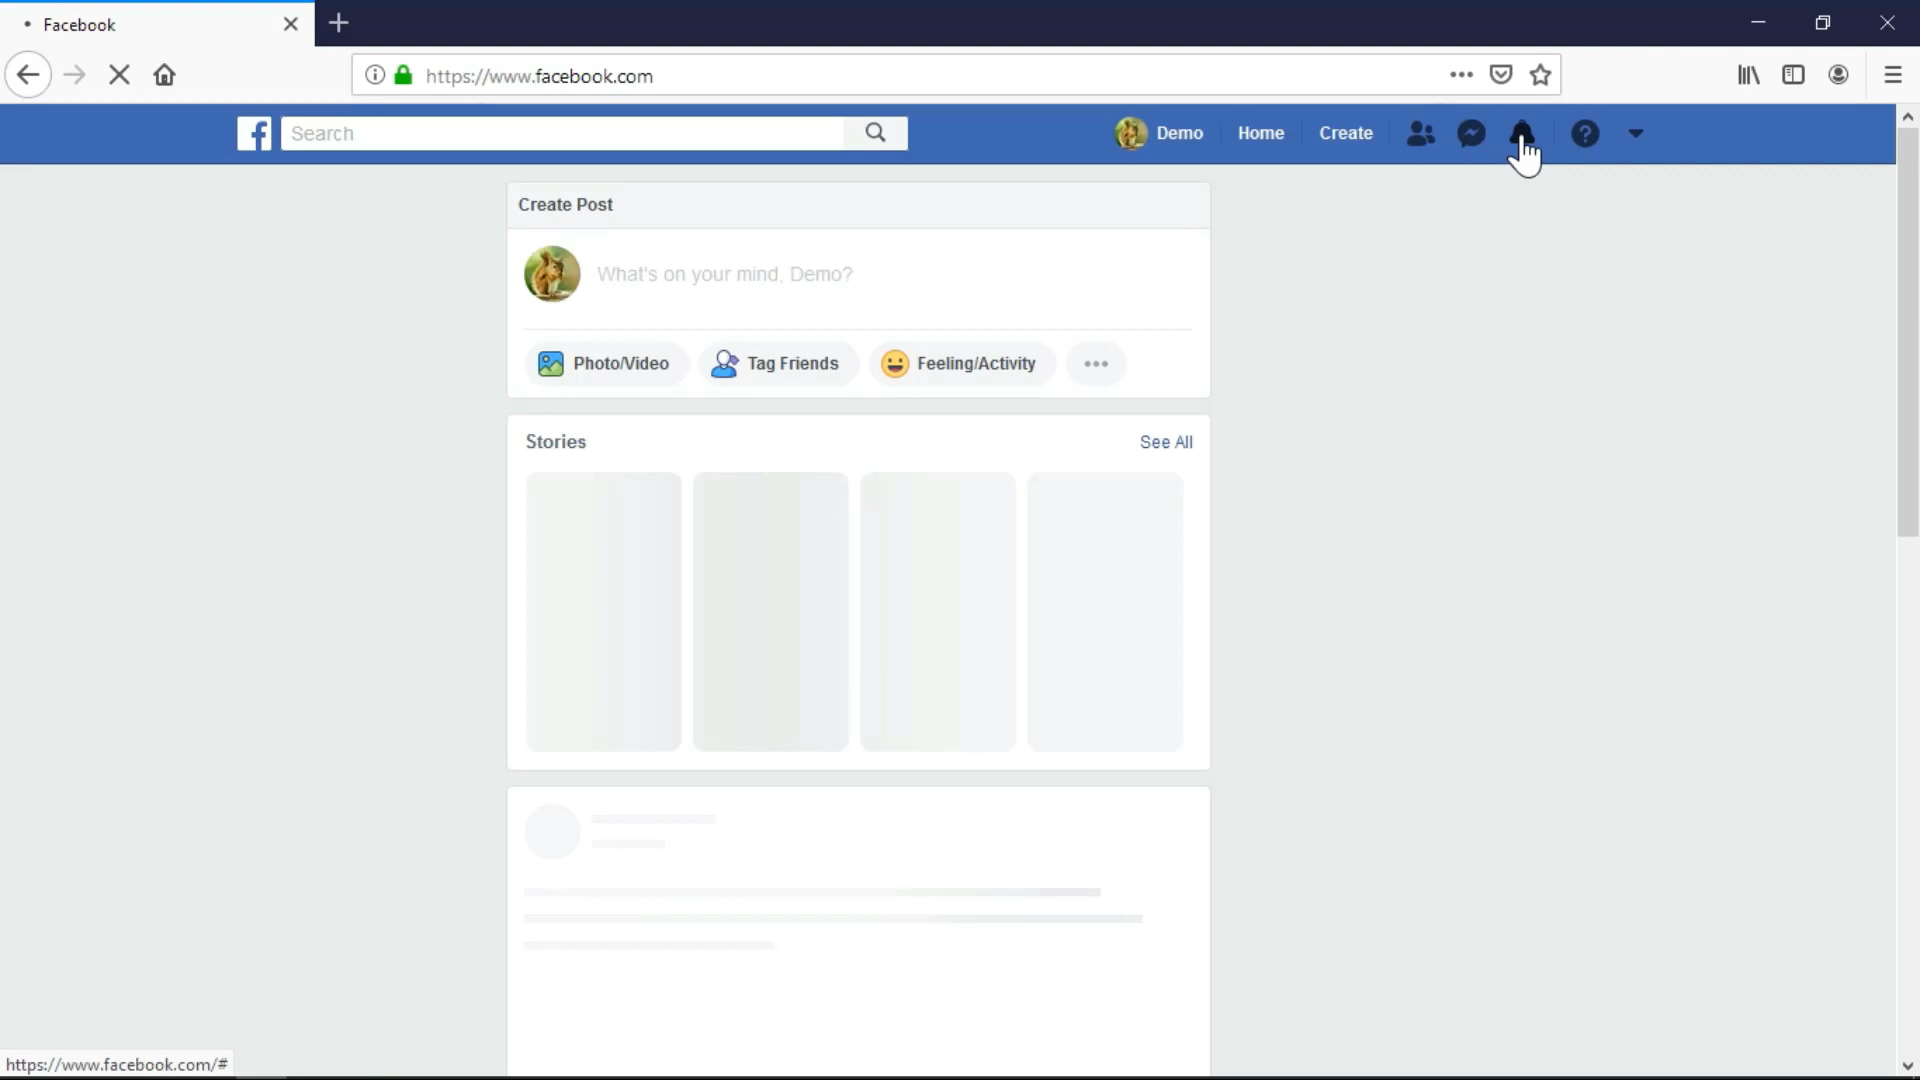 Facebook
https://www.facebook.com
Search
Demo
Home
Create
Create Post
What's on your mind, Demo?
Photo/Video
Tag Friends
Feeling/Activity
Stories
See All
https://www.facebook.com/#